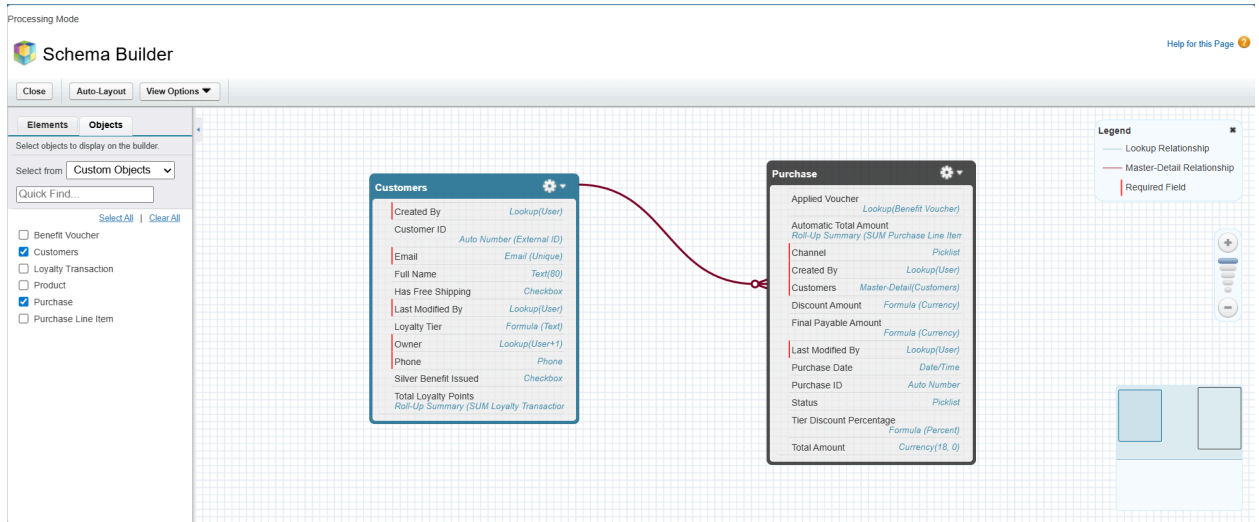 Processing Mode
Schema Builder
Help for this Page
Close Auto-Layout View Options
Elements Objects
Select objects to display on the builder.
Select from Custom Objects
Quick Find...
Select All | Clear All
Benefit Voucher
Customers
Loyalty Transaction
Product
Purchase
Purchase Line Item
Customers
Created By Lookup(User)
Customer ID
Auto Number (External ID)
Email Email (Unique)
Full Name Text(80)
Has Free Shipping Checkbox
Last Modified By Lookup(User)
Loyalty Tier Formula (Text)
Owner Lookup(User+1)
Phone Phone
Silver Benefit Issued Checkbox
Total Loyalty Points
Roll-Up Summary (SUM Loyalty Transaction
Purchase
Applied Voucher
Lookup(Benefit Voucher)
Automatic Total Amount
Roll-Up Summary (SUM Purchase Line Item
Channel Picklist
Created By Lookup(User)
Customers Master-Detail(Customers)
Discount Amount Formula (Currency)
Final Payable Amount
Formula (Currency)
Last Modified By Lookup(User)
Purchase Date Date/Time
Purchase ID Auto Number
Status Picklist
Tier Discount Percentage
Formula (Percent)
Total Amount Currency(18, 0)
Legend
Lookup Relationship
Master-Detail Relationship
Required Field